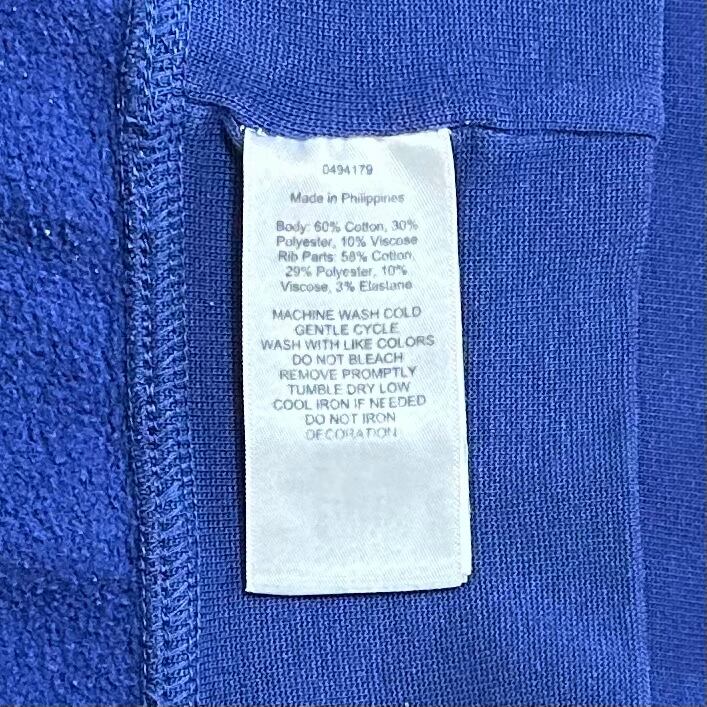 0494179
Made in Philippines
Body: 60% Cotton, 30%
Polyester, 10% Viscose
Rib Parts: 58% Cotton,
29% Polyester, 10%
Viscose, 3% Elastane
MACHINE WASH COLD
GENTLE CYCLE
WASH WITH LIKE COLORS
DO NOT BLEACH
REMOVE PROMPTLY
TUMBLE DRY LOW
COOL IRON IF NEEDED
DO NOT IRON
DECORATION